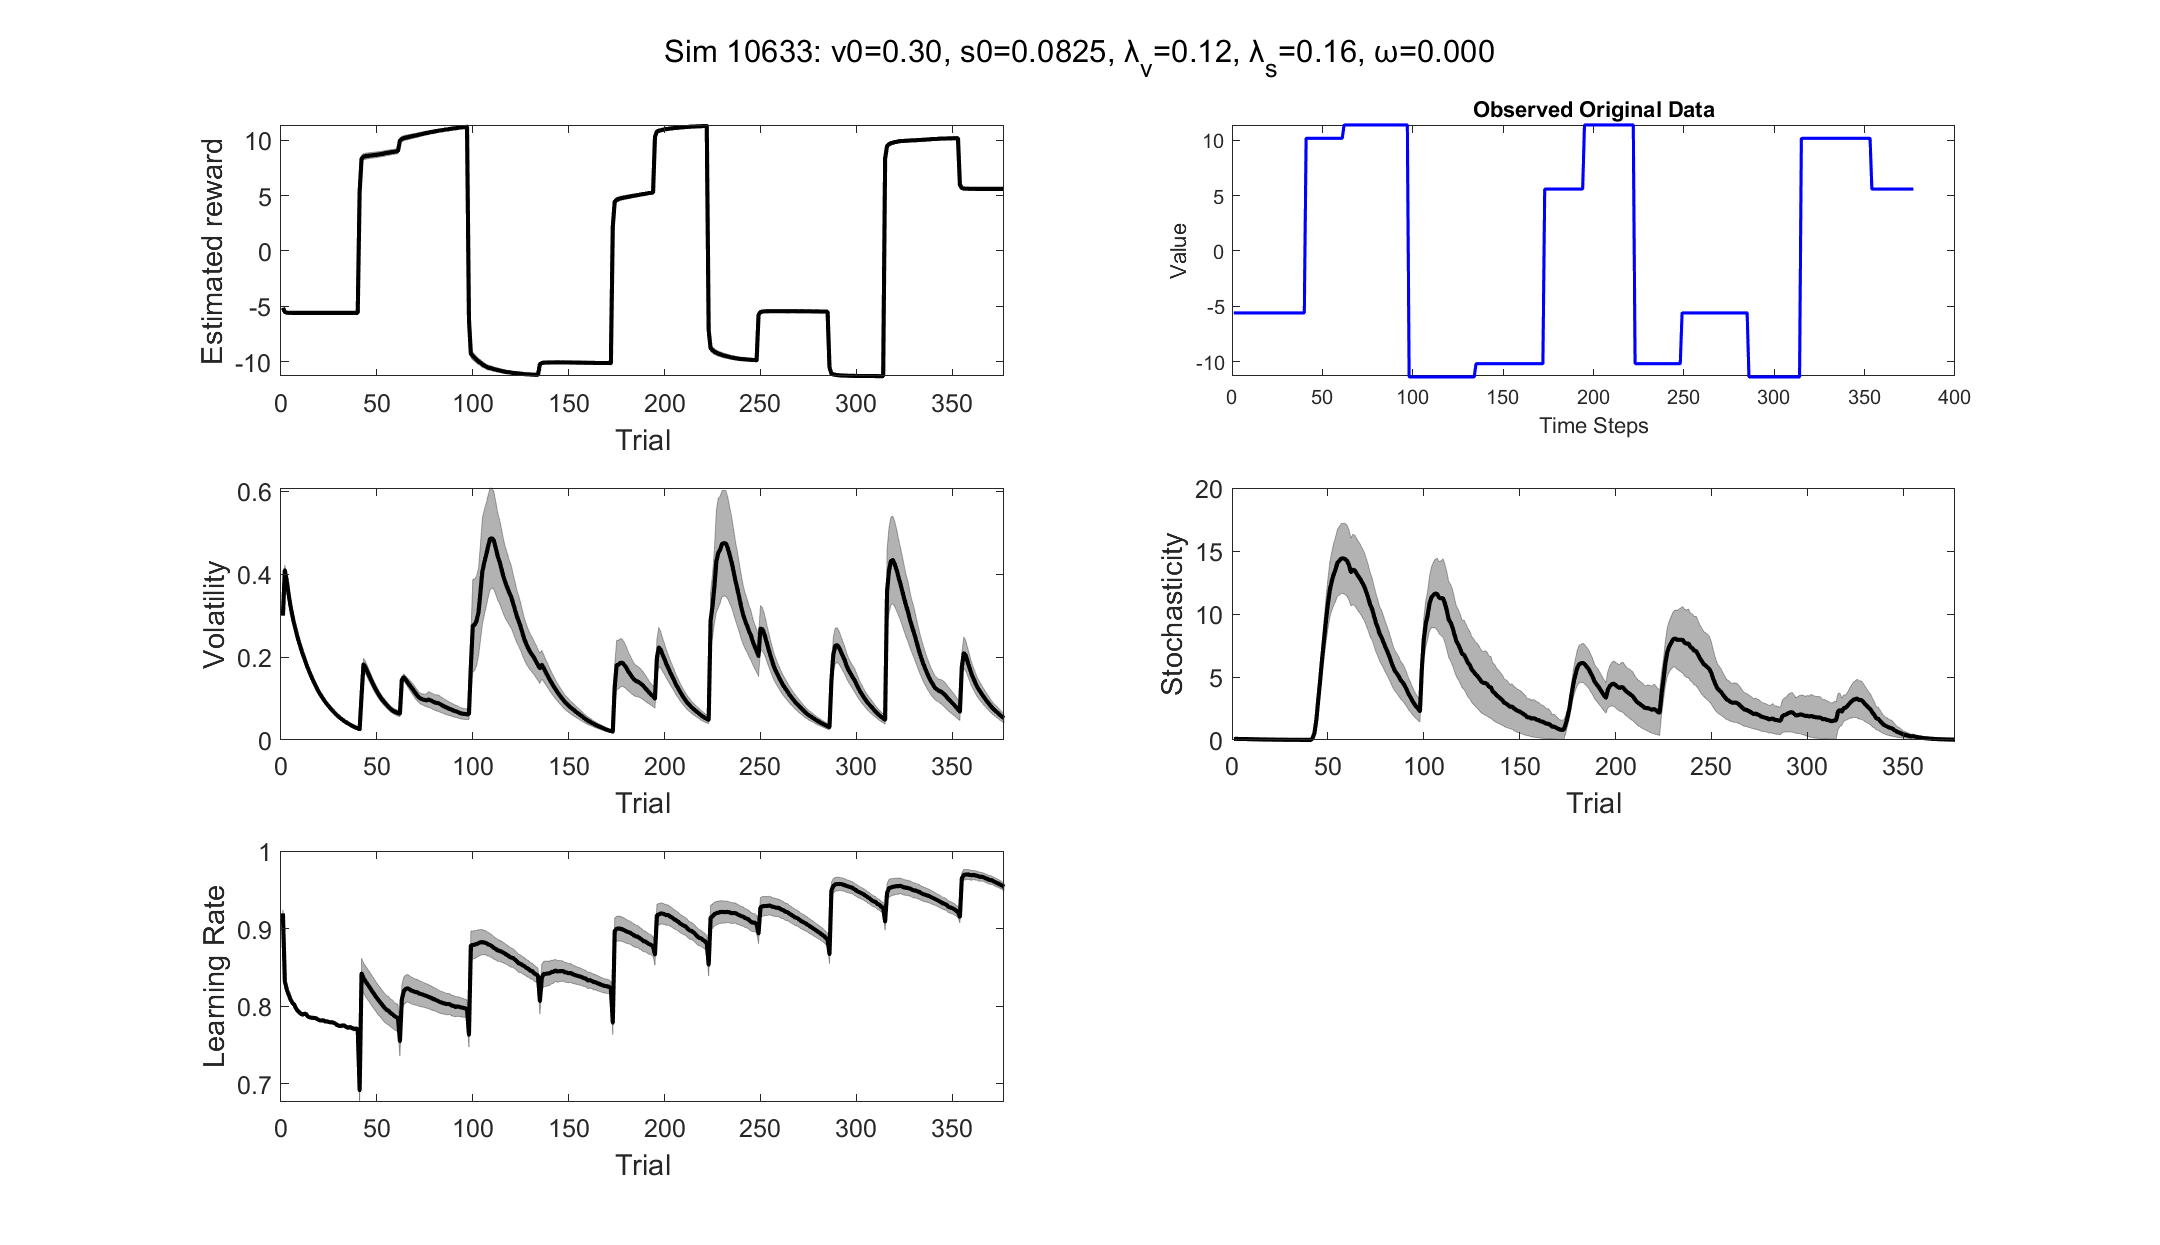 Sim 10633: v0=0.30, s0=0.0825, λv=0.12, λs=0.16, ω=0.000
Estimated reward
10
5
0
-5
-10
0 50 100 150 200 250 300 350
Trial
Observed Original Data
Value
10
5
0
-5
-10
0 50 100 150 200 250 300 350 400
Time Steps
Volatility
0.6
0.4
0.2
0
0 50 100 150 200 250 300 350
Trial
Stochasticity
20
15
10
5
0
0 50 100 150 200 250 300 350
Trial
Learning Rate
1
0.9
0.8
0.7
0 50 100 150 200 250 300 350
Trial